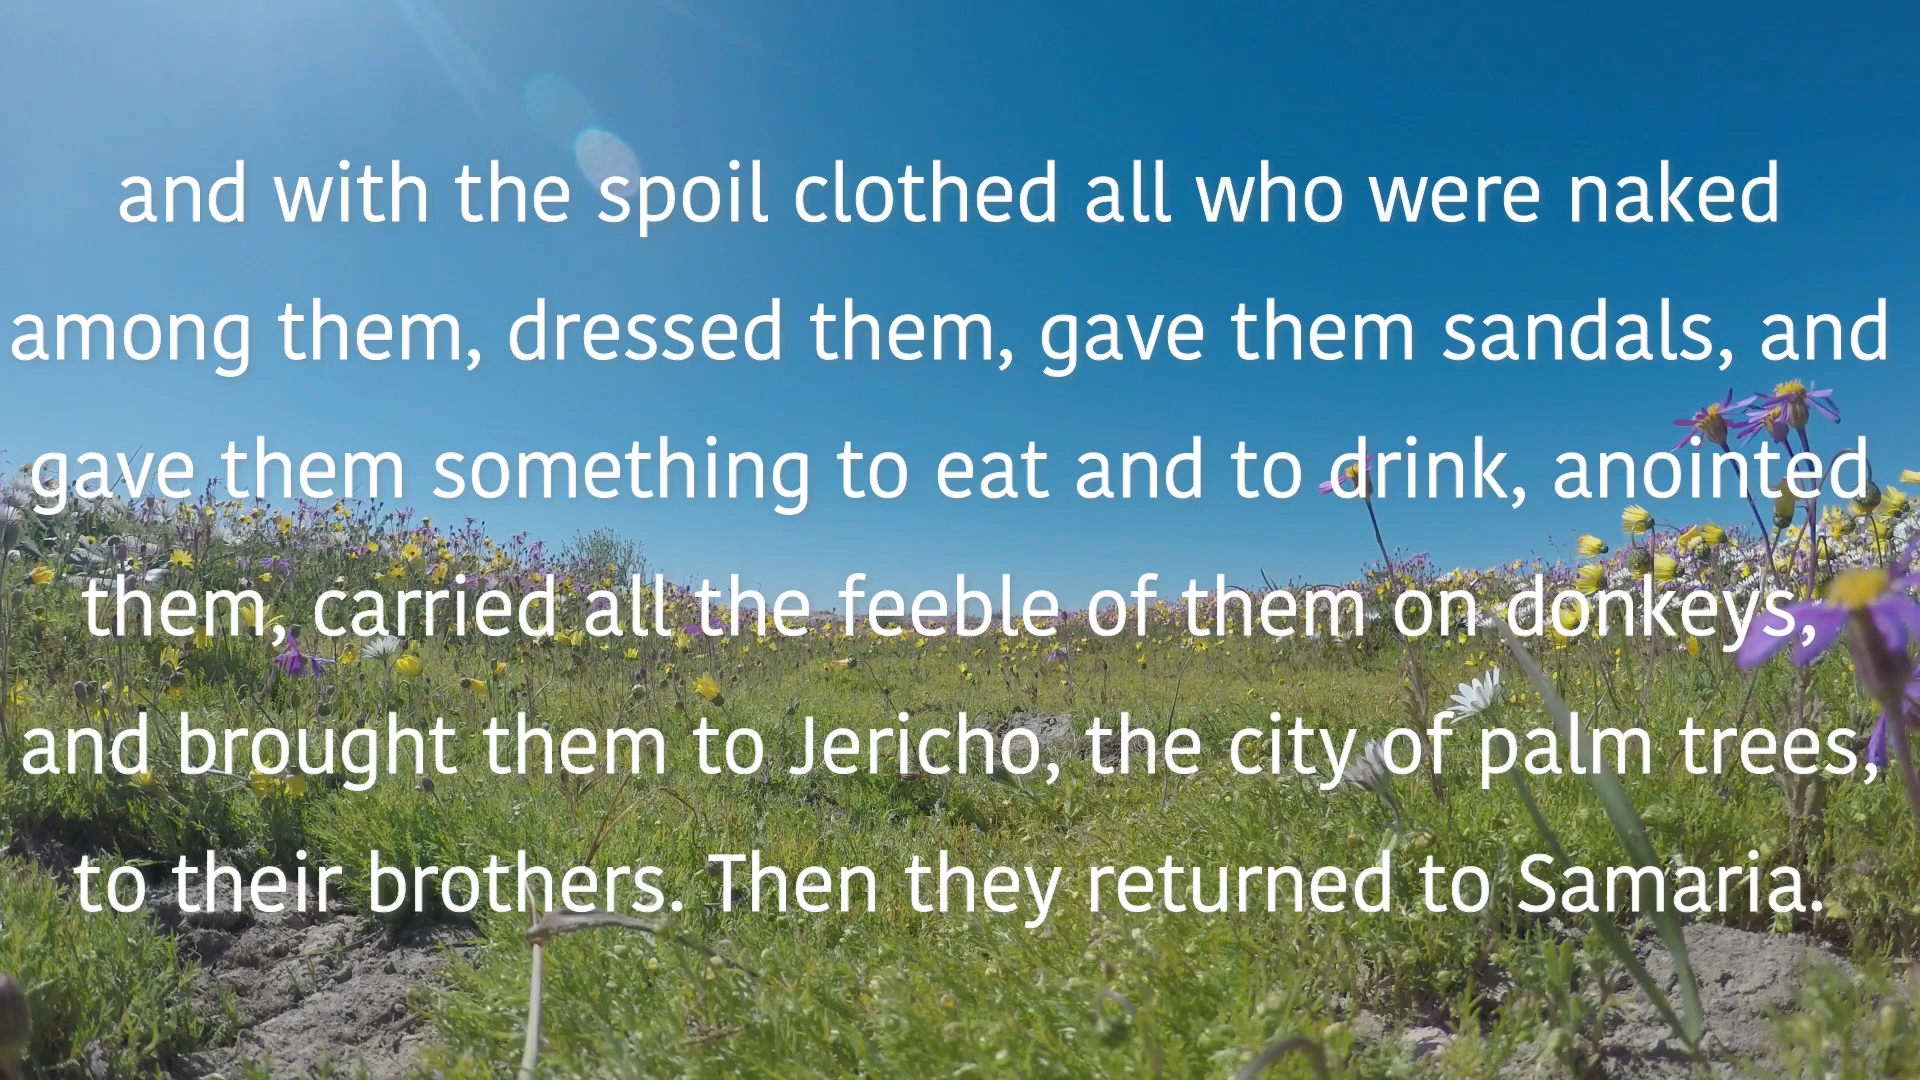 and with the spoil clothed all who were naked
among them, dressed them, gave them sandals, and
gave them something to eat and to drink, anointed
them, carried all the feeble of them on donkeys,
and brought them to Jericho, the city of palm trees,
to their brothers. Then they returned to Samaria.